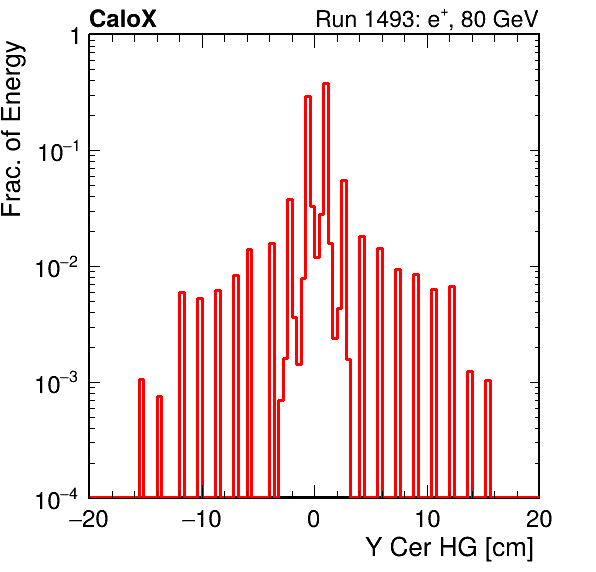 CaloX Run 1493: e⁺, 80 GeV
Frac. of Energy
1
10⁻¹
10⁻²
10⁻³
10⁻⁴
−20 −10 0 10 20
Y Cer HG [cm]